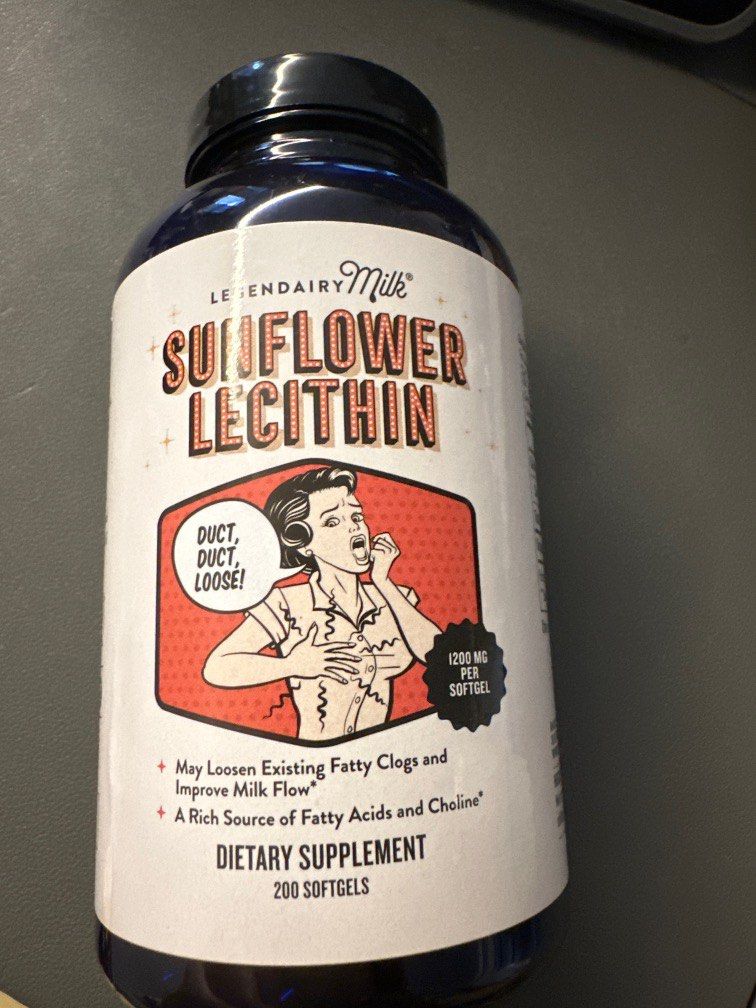 LEGENDAIRY Milk®
SUNFLOWER
LECITHIN
DUCT,
DUCT,
LOOSE!
1200 MG
PER
SOFTGEL
+ May Loosen Existing Fatty Clogs and
Improve Milk Flow*
+ A Rich Source of Fatty Acids and Choline*
DIETARY SUPPLEMENT
200 SOFTGELS